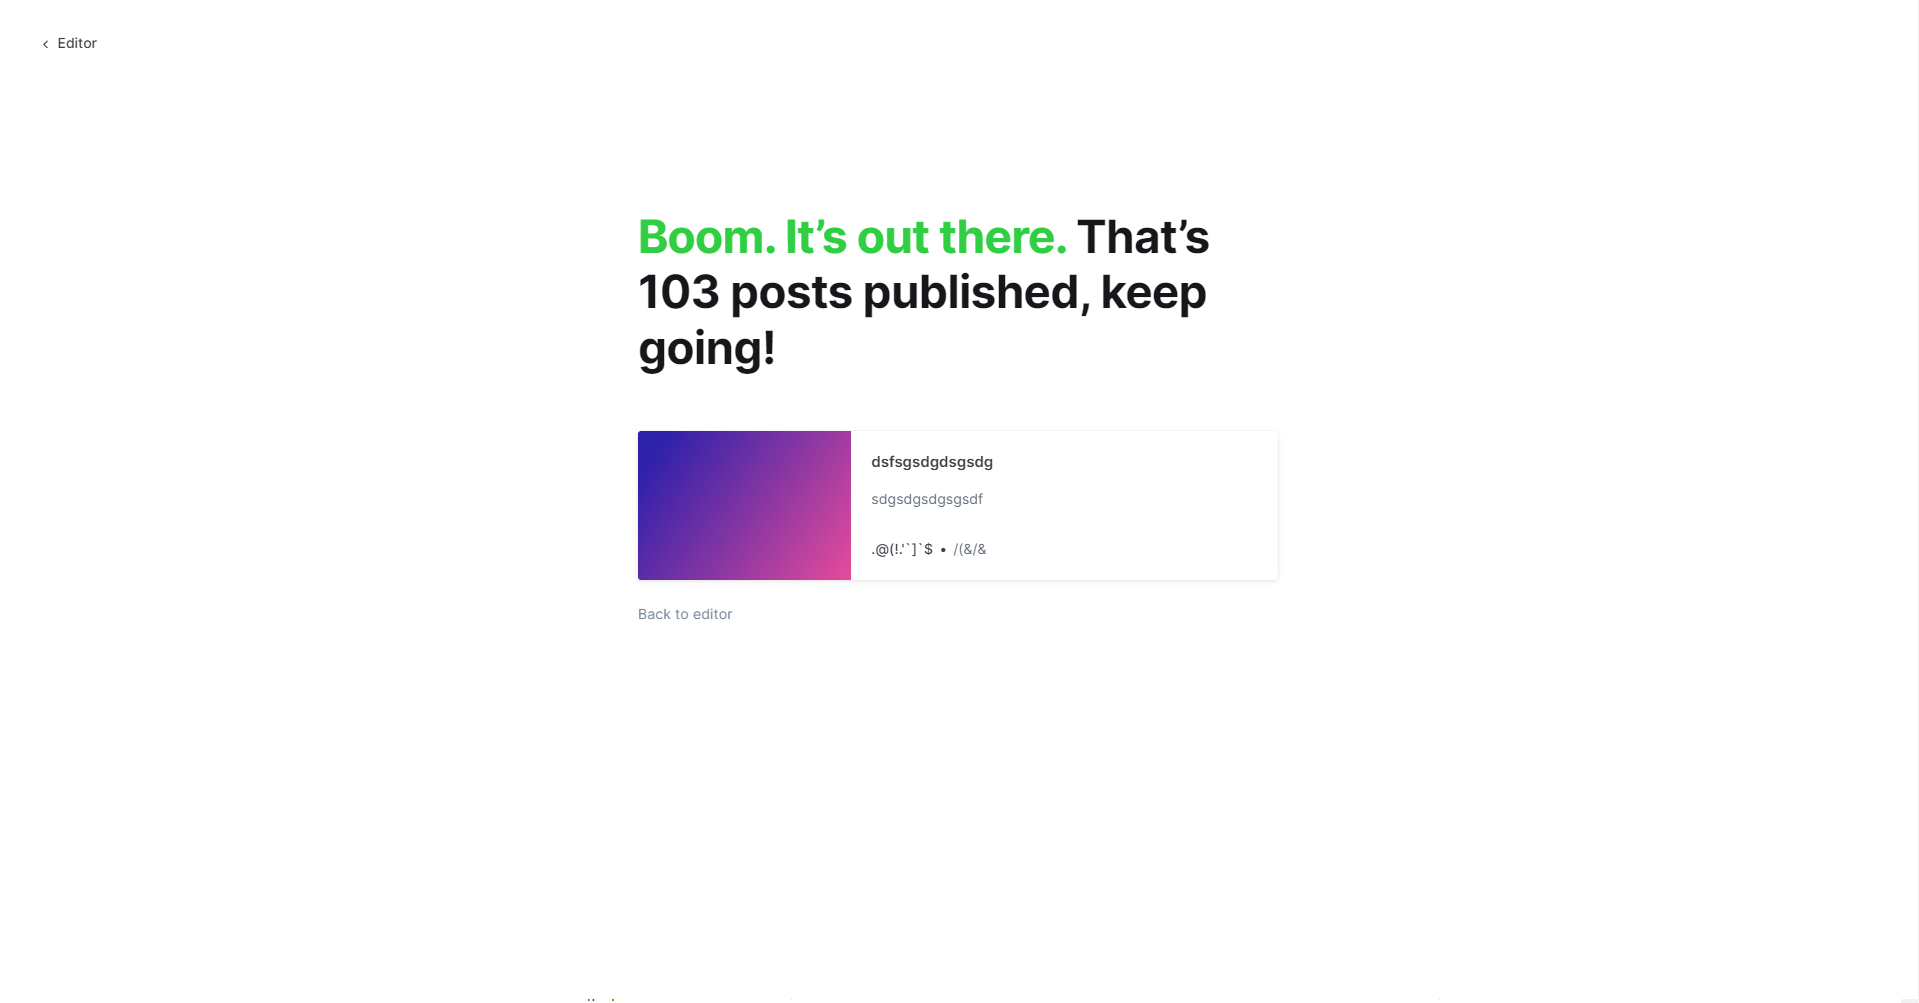 Editor
Boom. It’s out there. That’s
103 posts published, keep
going!
dsfsgsdgdsgsdg
sdgsdgsdgsgsdf
.@(!.'`]`$ • /(&/&
Back to editor